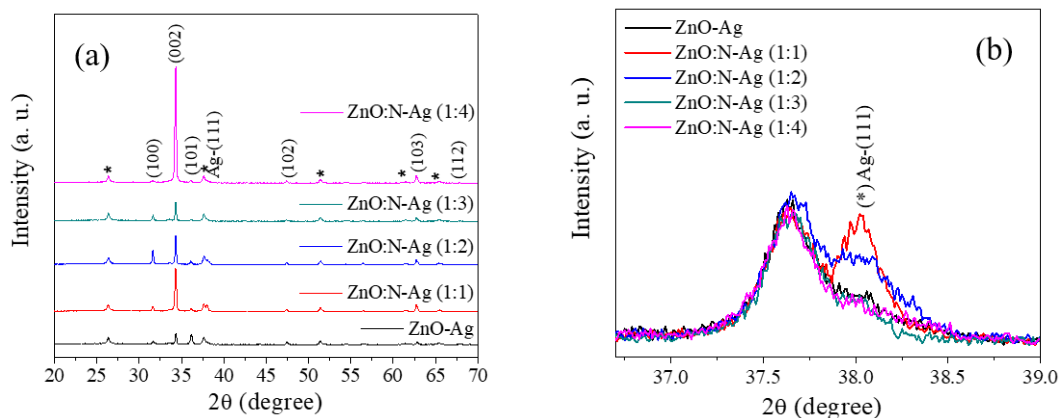 (a)
(002)
ZnO:N-Ag (1:4)
* (100) (101) * Ag-(111) (102) * * (103) * (112)
ZnO:N-Ag (1:3)
ZnO:N-Ag (1:2)
ZnO:N-Ag (1:1)
ZnO-Ag
Intensity (a. u.)
20 25 30 35 40 45 50 55 60 65 70
2θ (degree)
(b)
ZnO-Ag
ZnO:N-Ag (1:1)
ZnO:N-Ag (1:2)
ZnO:N-Ag (1:3)
ZnO:N-Ag (1:4)
(*) Ag-(111)
Intensity (a. u.)
37.0 37.5 38.0 38.5 39.0
2θ (degree)